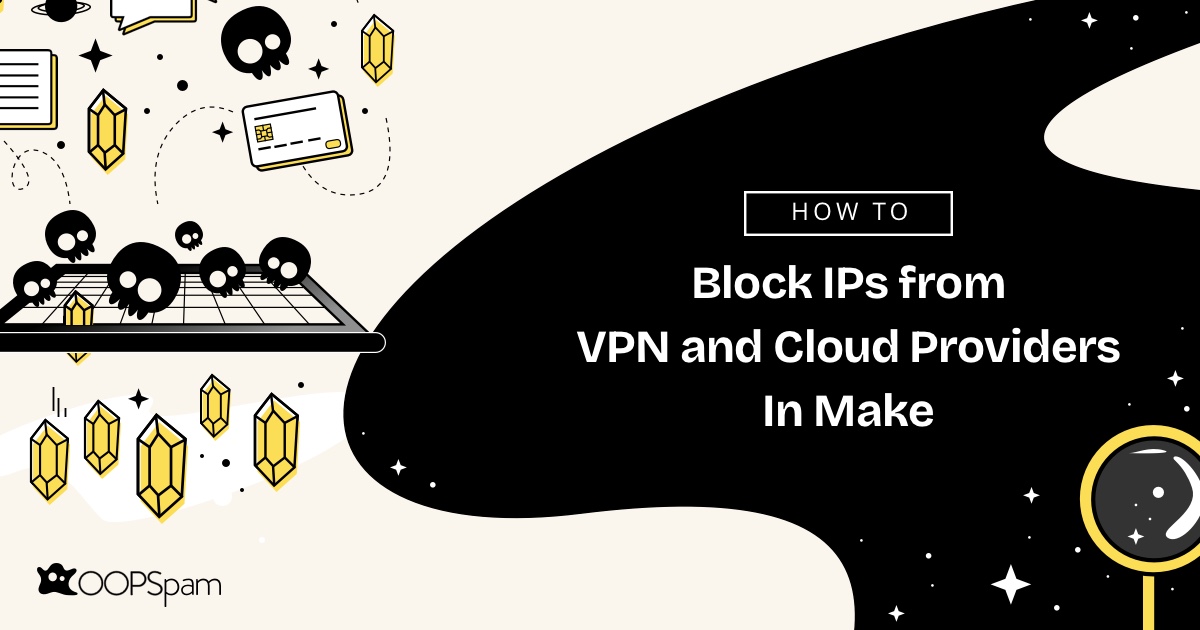 HOW TO
Block IPs from
VPN and Cloud Providers
In Make
OOPSpam